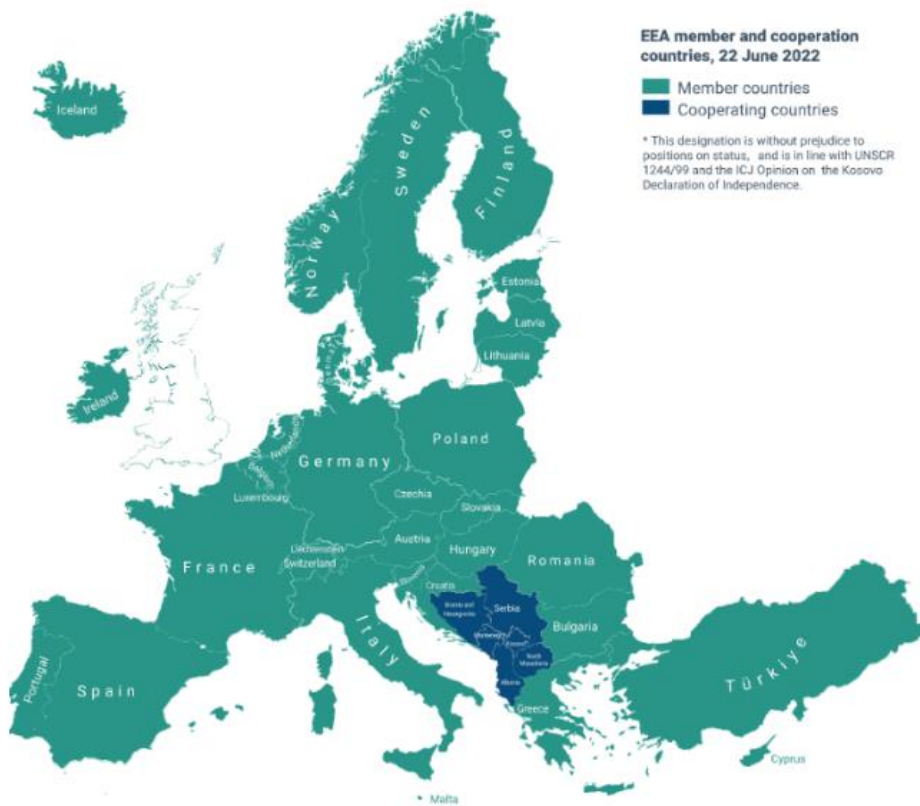 EEA member and cooperation
countries, 22 June 2022
Member countries
Cooperating countries
* This designation is without prejudice to
positions on status, and is in line with UNSCR
1244/99 and the ICJ Opinion on the Kosovo
Declaration of Independence.
Iceland
Sweden
Finland
Norway
Estonia
Latvia
Lithuania
Denmark
Ireland
Netherlands
Poland
Belgium
Germany
Luxembourg
Czechia
Slovakia
Austria
Liechenstein
Switzerland
Hungary
France
Romania
Slovenia
Croatia
Bosnia and
Herzegovina
Serbia
Bulgaria
Italy
North
Macedonia
Albania
Portugal
Spain
Türkiye
Greece
Cyprus
Malta